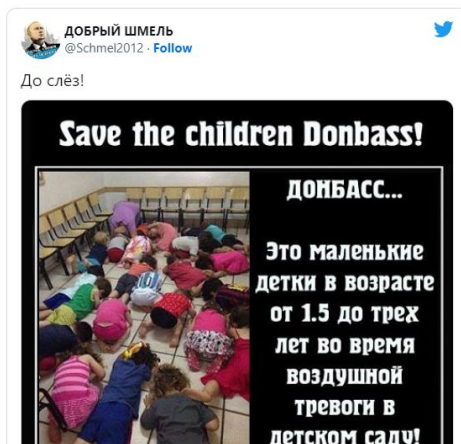 ДОБРЫЙ ШМЕЛЬ
@Schmel2012 · Follow
До слёз!
Save the children Donbass!
ДОНБАСС...
Это маленькие
детки в возрасте
от 1.5 до трех
лет во время
воздушной
тревоги в
детском саду!